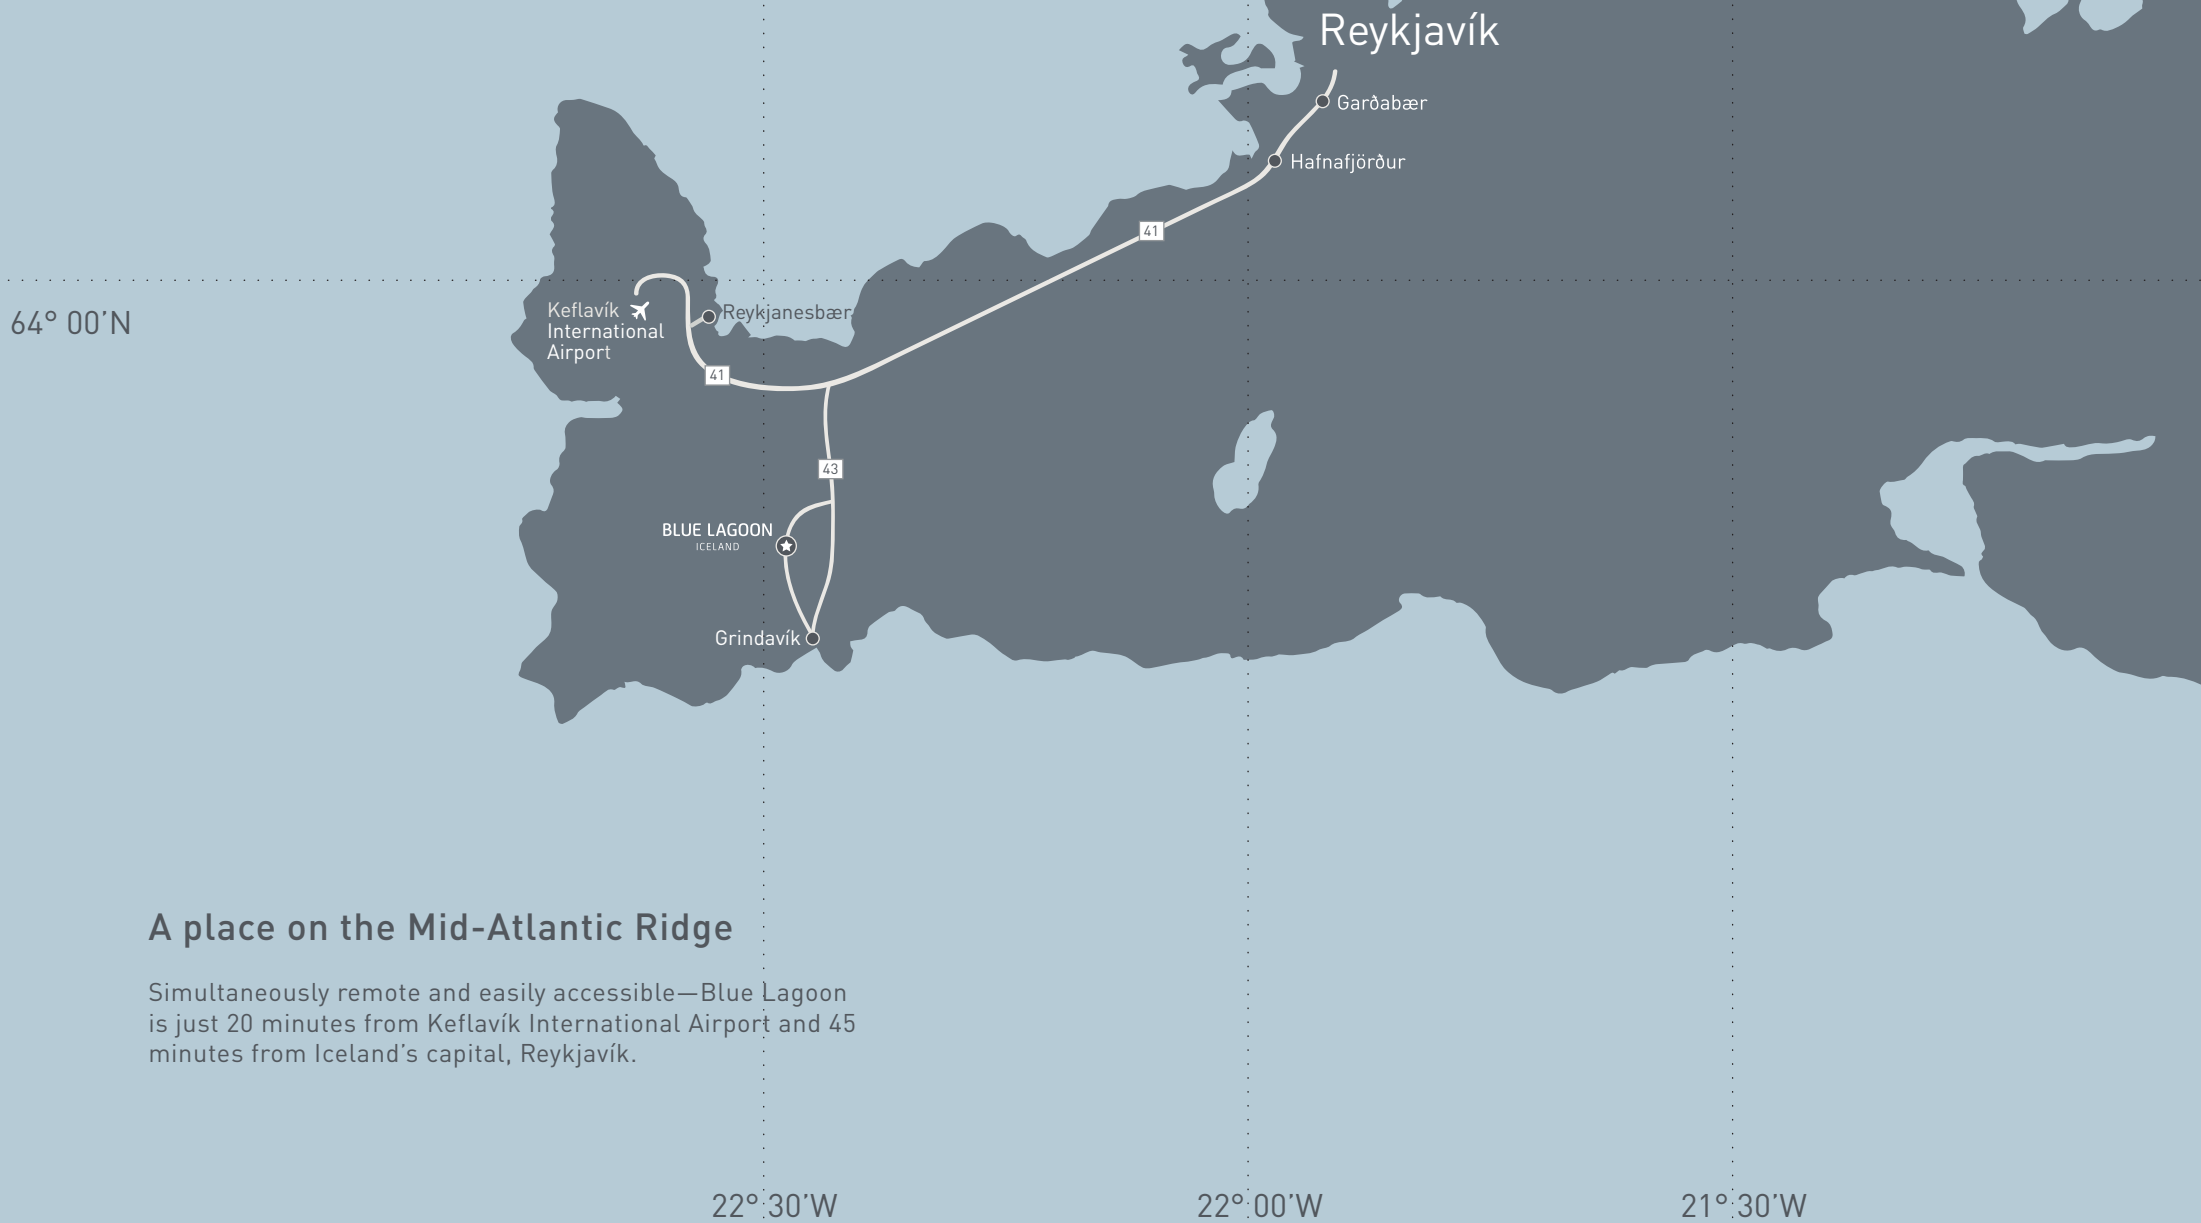 Reykjavík
Garðabær
Hafnafjörður
41
64° 00’N
Keflavík
International
Airport
Reykjanesbær
41
43
BLUE LAGOON
ICELAND
Grindavík
A place on the Mid-Atlantic Ridge
Simultaneously remote and easily accessible—Blue Lagoon
is just 20 minutes from Keflavík International Airport and 45
minutes from Iceland’s capital, Reykjavík.
22° 30’W
22° 00’W
21° 30’W